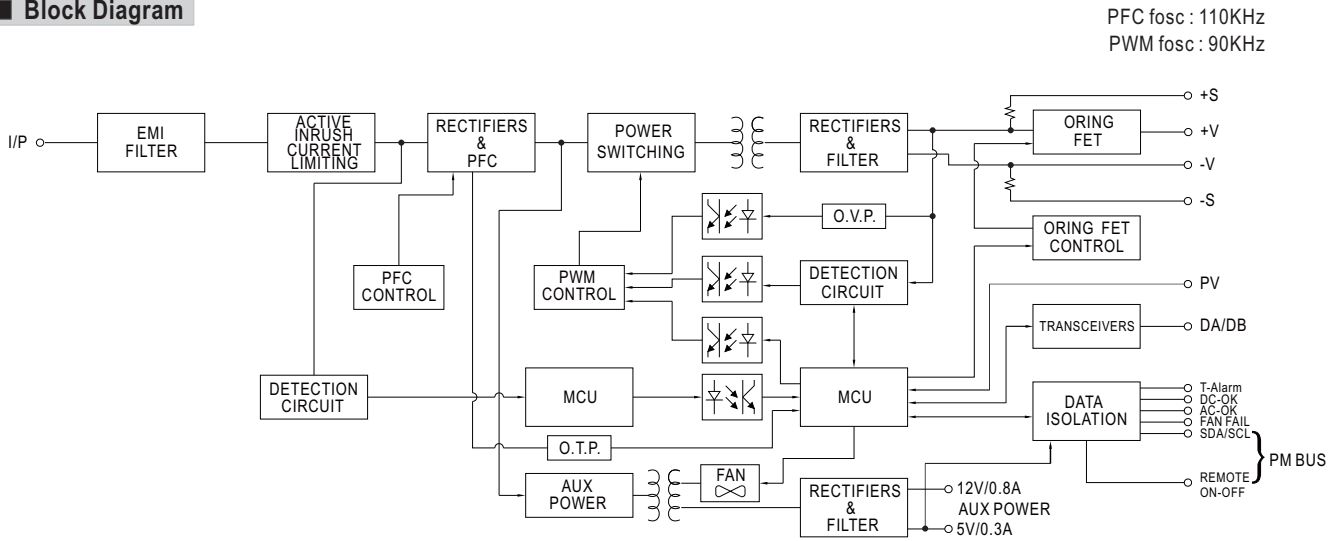 Block Diagram
PFC fosc : 110KHz
PWM fosc : 90KHz
I/P
EMI
FILTER
ACTIVE
INRUSH
CURRENT
LIMITING
RECTIFIERS
&
PFC
POWER
SWITCHING
RECTIFIERS
&
FILTER
ORING
FET
+S
+V
-V
-S
O.V.P.
ORING FET
CONTROL
PFC
CONTROL
PWM
CONTROL
DETECTION
CIRCUIT
PV
TRANSCEIVERS
DA/DB
DETECTION
CIRCUIT
MCU
MCU
DATA
ISOLATION
T-Alarm
DC-OK
AC-OK
FAN FAIL
SDA/SCL
PM BUS
REMOTE
ON-OFF
O.T.P.
AUX
POWER
FAN
RECTIFIERS
&
FILTER
12V/0.8A
AUX POWER
5V/0.3A